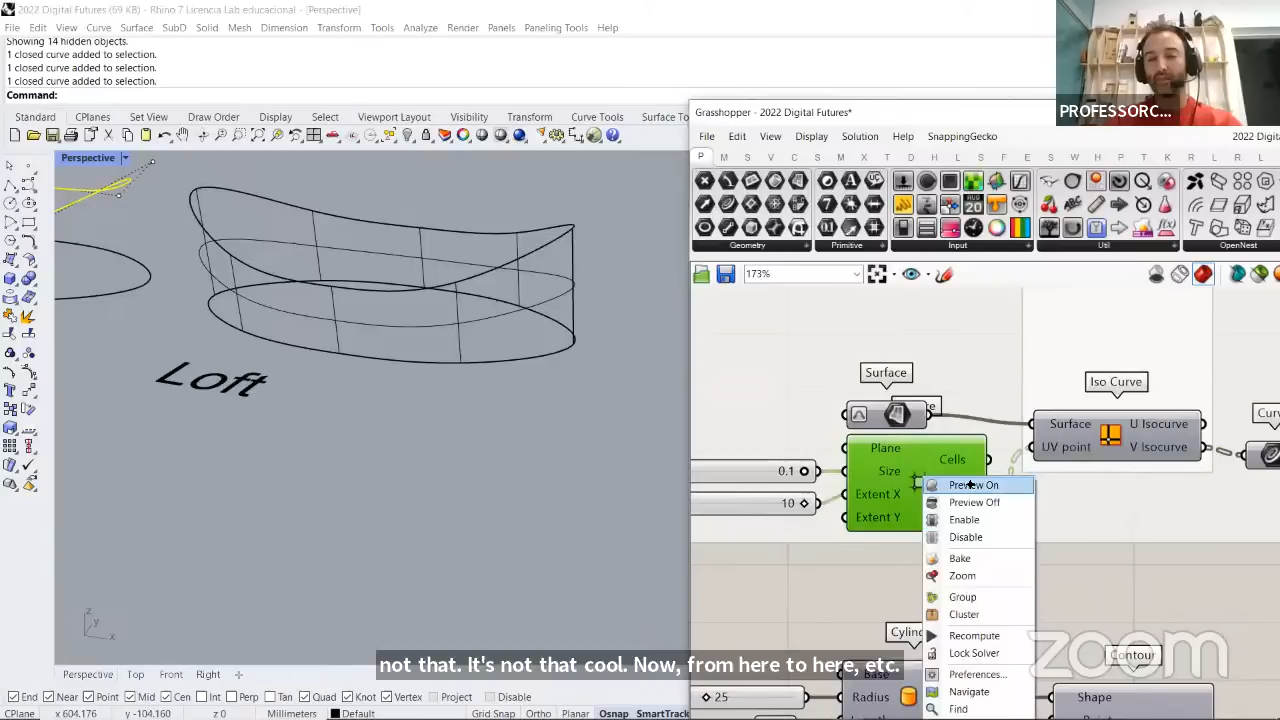 2022 Digital Futures (69 KB) - Rhino 7 Licencia Lab educacional - [Perspective]
File Edit View Curve Surface SubD Solid Mesh Dimension Transform Tools Analyze Render Panels Paneling Tools Help
Showing 14 hidden objects.
1 closed curve added to selection.
1 closed curve added to selection.
1 closed curve added to selection.
Command:
Standard CPlanes Set View Display Select Viewport Layout Visibility Transform Curve Tools Surface To
Perspective
Loft
z
y
x
Perspective Top Front Right
End Near Point Mid Cen Int Perp Tan Quad Knot Vertex Project Disable
CPlane x 604.176 y -104.160 z 0 Millimeters Default Grid Snap Ortho Planar Osnap SmartTrack
PROFESSORC...
Grasshopper - 2022 Digital Futures*
File Edit View Display Solution Help SnappingGecko 2022 Digit
Geometry Primitive Input Util OpenNest
173%
Surface
Iso Curve
Surface U Isocurve
UV point V Isocurve
Curv
Plane
Size
Extent X
Extent Y
Cells
0.1
10
Preview On
Preview Off
Enable
Disable
Bake
Zoom
Group
Cluster
Recompute
Lock Solver
Preferences...
Navigate
Find
Cylin
Base
Radius
25
Contour
Shape
zoom
not that. It's not that cool. Now, from here to here, etc.